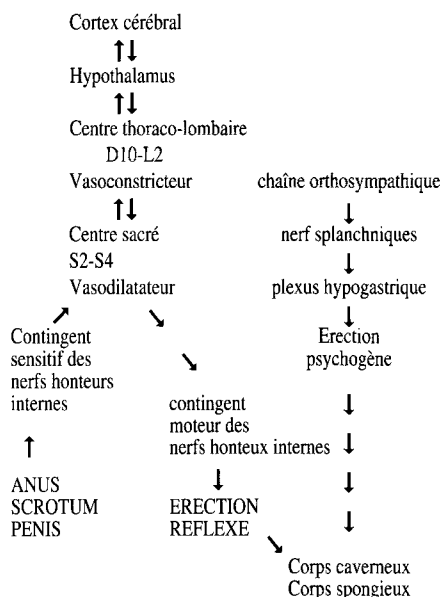 Cortex cérébral
Hypothalamus
Centre thoraco-lombaire
D10-L2
Vasoconstricteur
chaîne orthosympathique
Centre sacré
nerf splanchniques
S2-S4
Vasodilatateur
plexus hypogastrique
Contingent
sensitif des
nerfs honteurs
internes
Erection
psychogène
contingent
moteur des
nerfs honteux internes
ANUS
SCROTUM
PENIS
ERECTION
REFLEXE
Corps caverneux
Corps spongieux